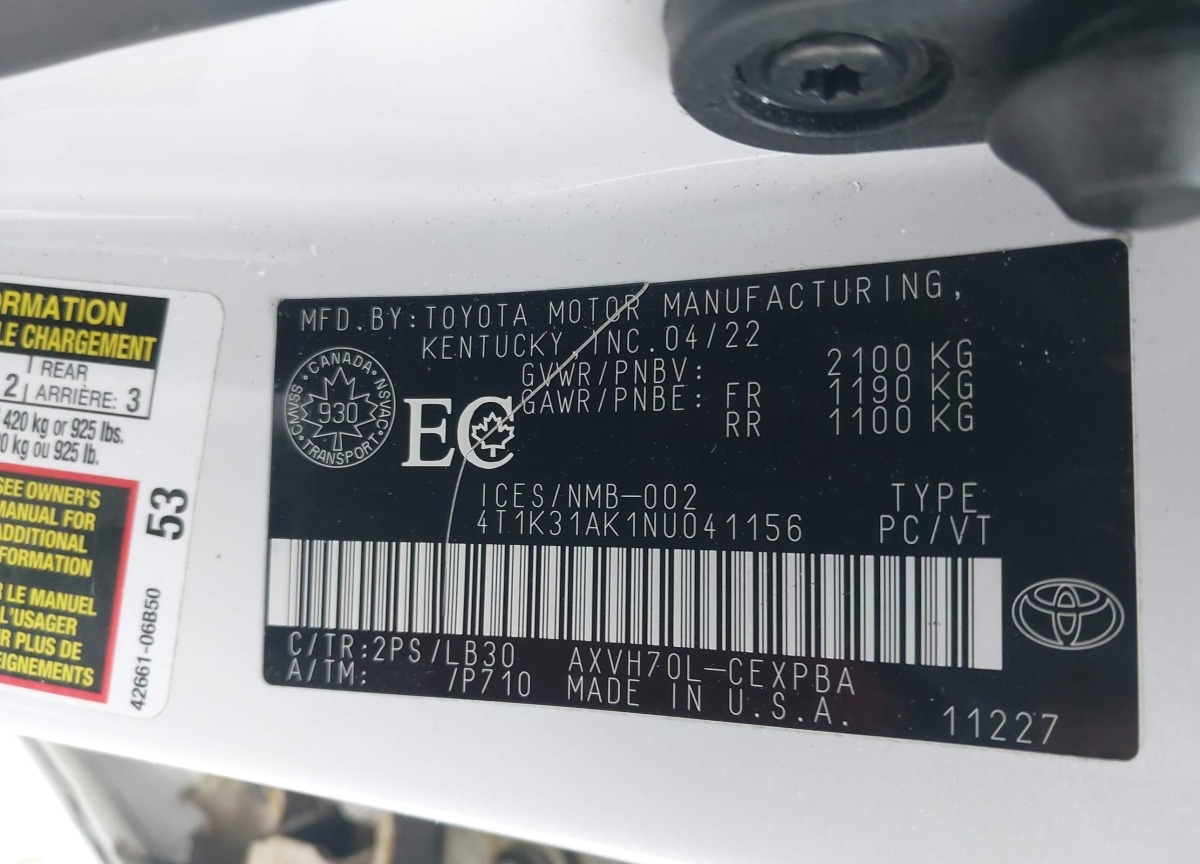 ORMATION
LE CHARGEMENT
2 REAR
ARRIÈRE: 3
420 kg or 925 lbs.
0 kg ou 925 lb.
SEE OWNER'S
MANUAL FOR
ADDITIONAL
FORMATION
R LE MANUEL
L'USAGER
R PLUS DE
EIGNEMENTS
53
42661-06B50
MFD.BY:TOYOTA MOTOR MANUFACTURING,
KENTUCKY,INC.04/22
GVWR/PNBV: 2100 KG
GAWR/PNBE: FR 1190 KG
RR 1100 KG
CANADA
CMVSS 930 NSVAC
TRANSPORT
EC
ICES/NMB-002 TYPE
4T1K31AK1NU041156 PC/VT
C/TR:2PS/LB30 AXVH70L-CEXPBA
A/TM: /P710 MADE IN U.S.A.
11227